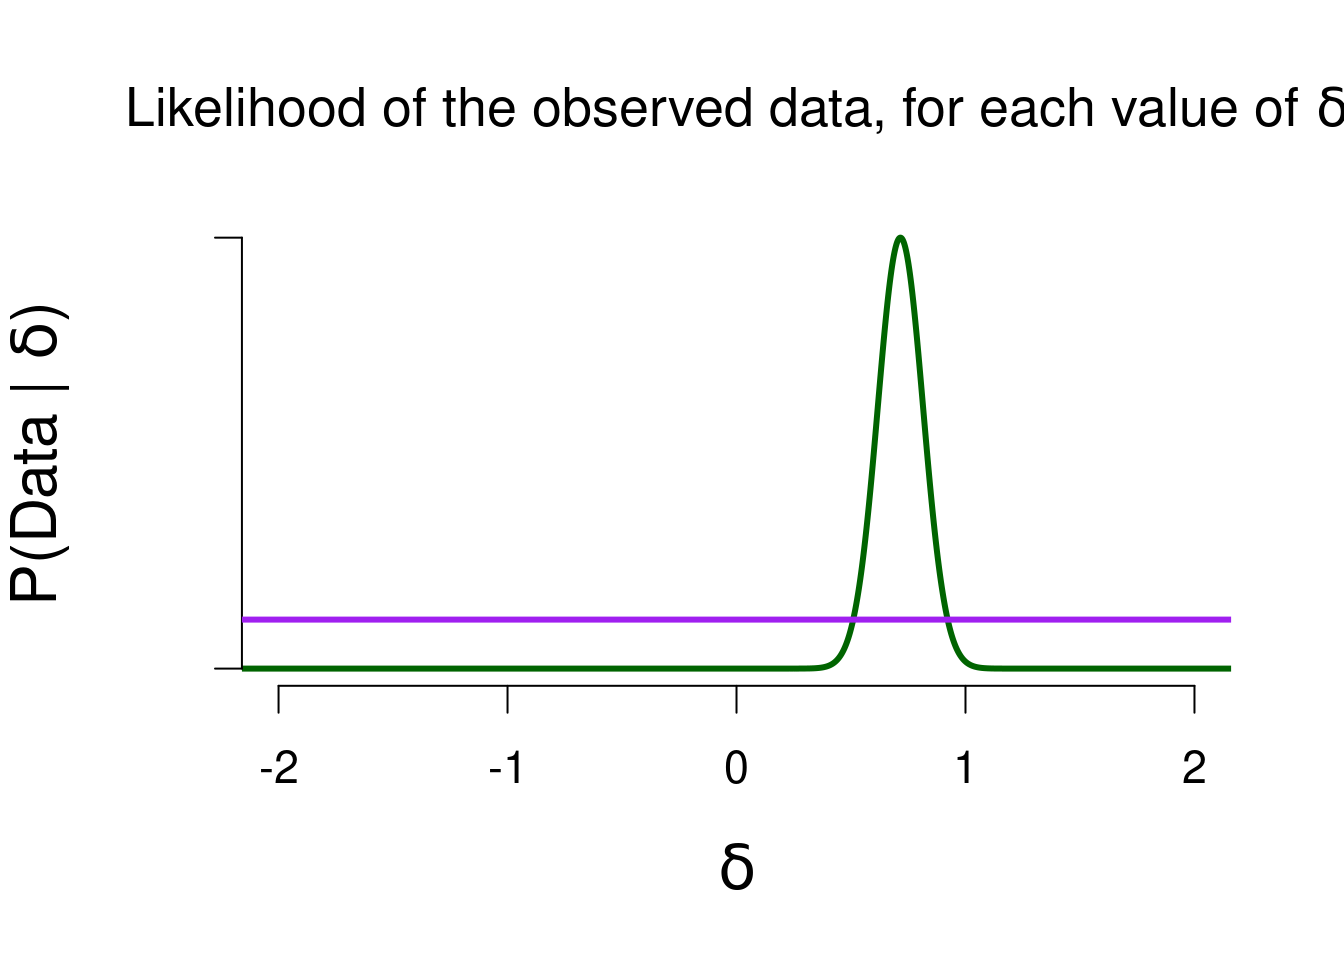 Likelihood of the observed data, for each value of δ
P(Data | δ)
-2 -1 0 1 2
δ